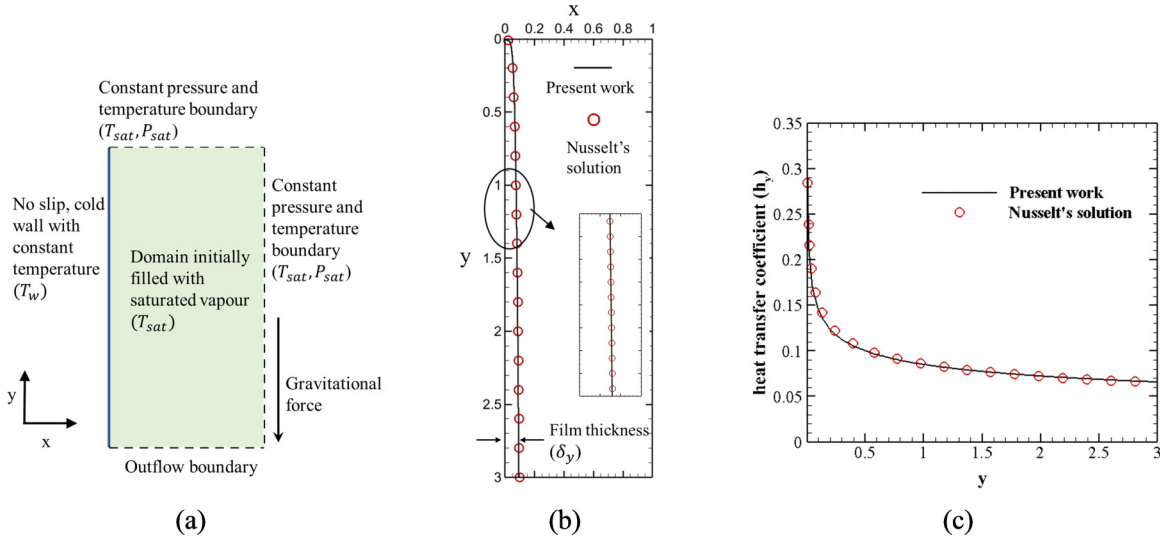 Constant pressure and
temperature boundary
(T_sat, P_sat)
No slip, cold
wall with
constant
temperature
(T_w)
Domain initially
filled with
saturated vapour
(T_sat)
Constant
pressure and
temperature
boundary
(T_sat, P_sat)
Gravitational
force
y
x
Outflow boundary
(a)
x
0 0.2 0.4 0.6 0.8 1
0
0.5
1
1.5
2
2.5
3
y
Present work
Nusselt's
solution
Film thickness
(δ_y)
(b)
heat transfer coefficient (h_y)
0.35
0.3
0.25
0.2
0.15
0.1
0.05
0
0.5 1 1.5 2 2.5 3
y
Present work
Nusselt's solution
(c)